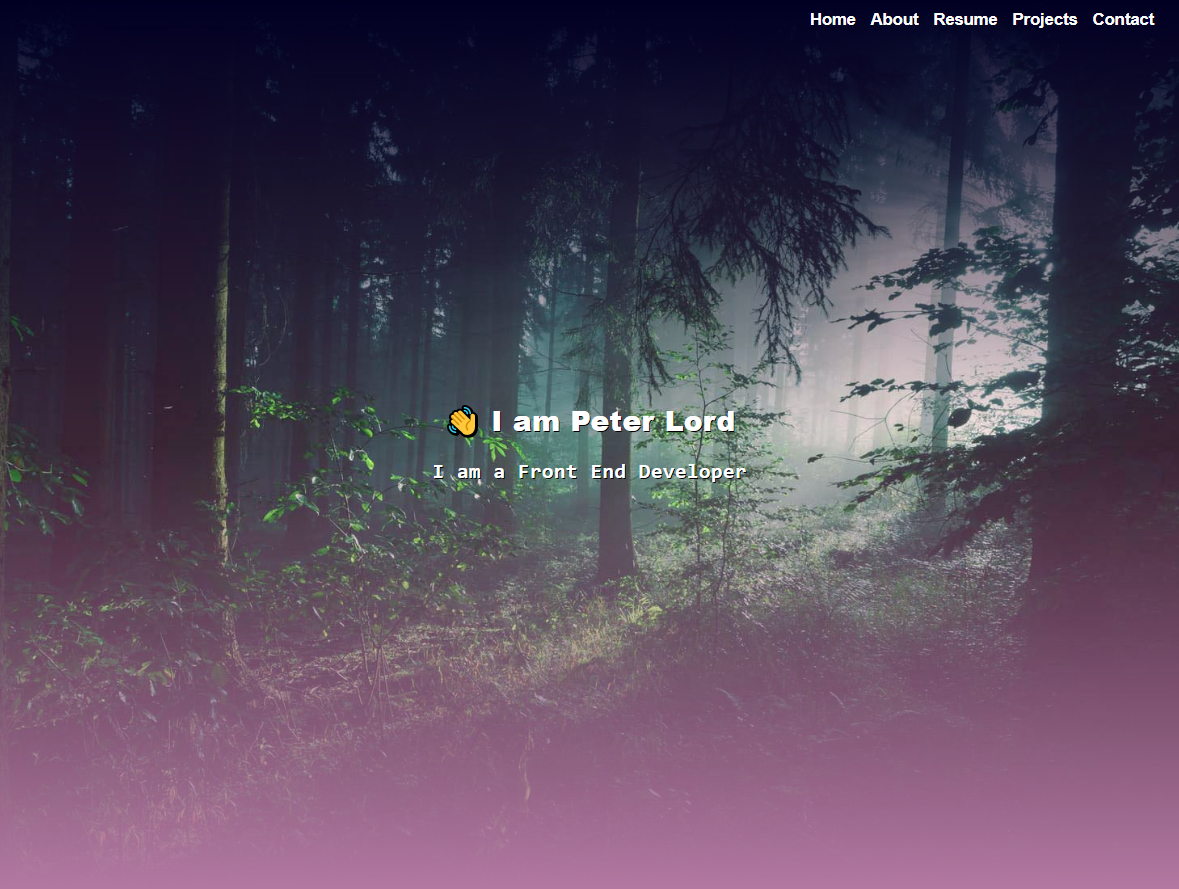 Home About Resume Projects Contact
👋 I am Peter Lord
I am a Front End Developer